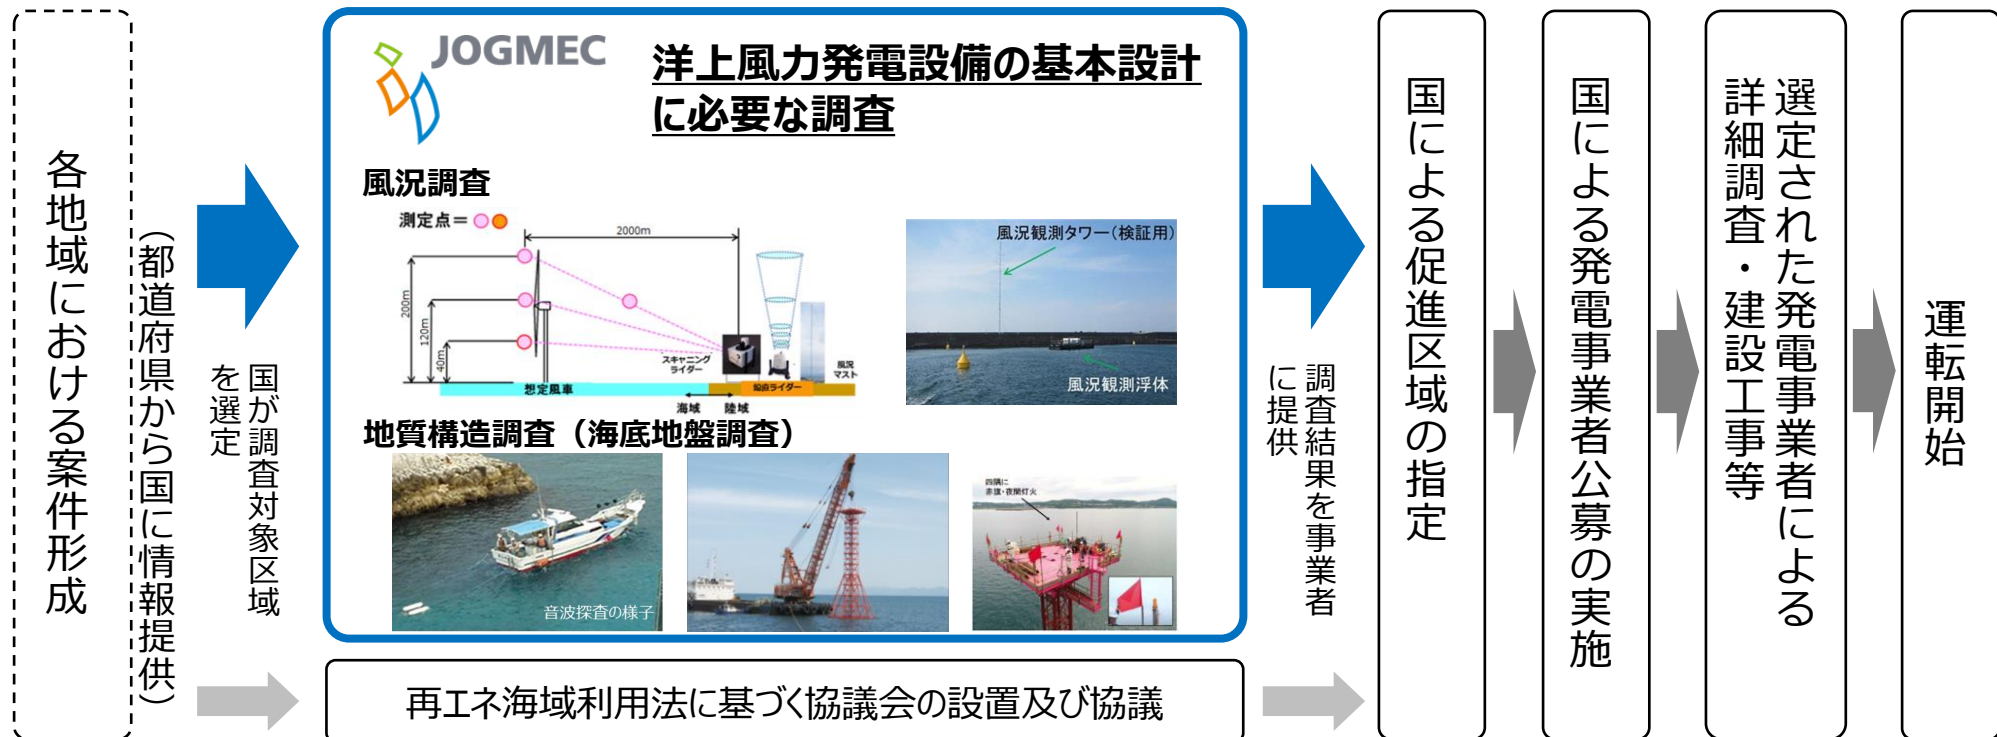 各地域における案件形成
（都道府県から国に情報提供）
国が調査対象区域
を選定
JOGMEC
洋上風力発電設備の基本設計
に必要な調査
風況調査
測定点＝
2000m
200m
120m
40m
スキャニング
ライダー
風況
マスト
想定風車
鉛直ライダー
海域
陸域
風況観測タワー（検証用）
風況観測浮体
地質構造調査（海底地盤調査）
音波探査の様子
四隅に
赤旗・夜間灯火
再エネ海域利用法に基づく協議会の設置及び協議
調査結果を事業者
に提供
国による促進区域の指定
国による発電事業者公募の実施
選定された発電事業者による
詳細調査・建設工事等
運転開始